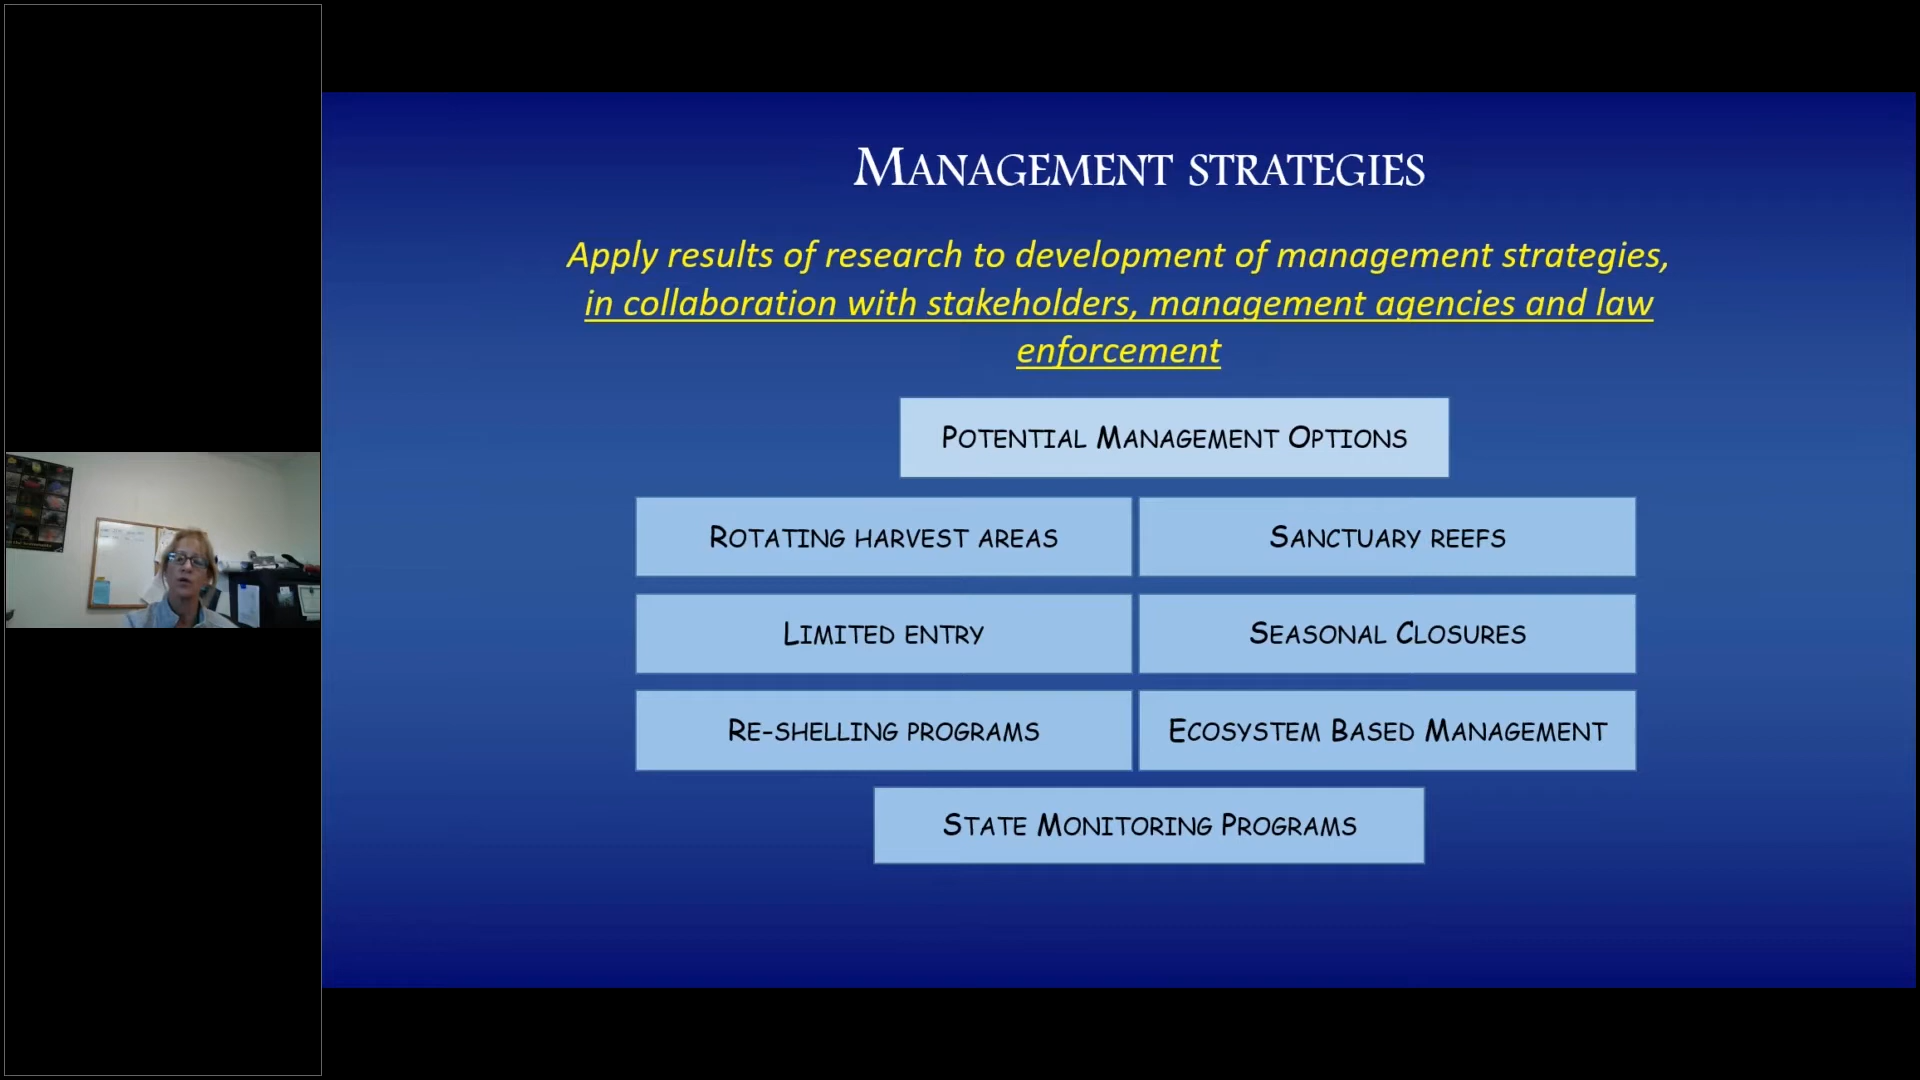 Management strategies
Apply results of research to development of management strategies,
in collaboration with stakeholders, management agencies and law
enforcement
Potential Management Options
Rotating harvest areas
Sanctuary reefs
Limited entry
Seasonal Closures
Re-shelling programs
Ecosystem Based Management
State Monitoring Programs